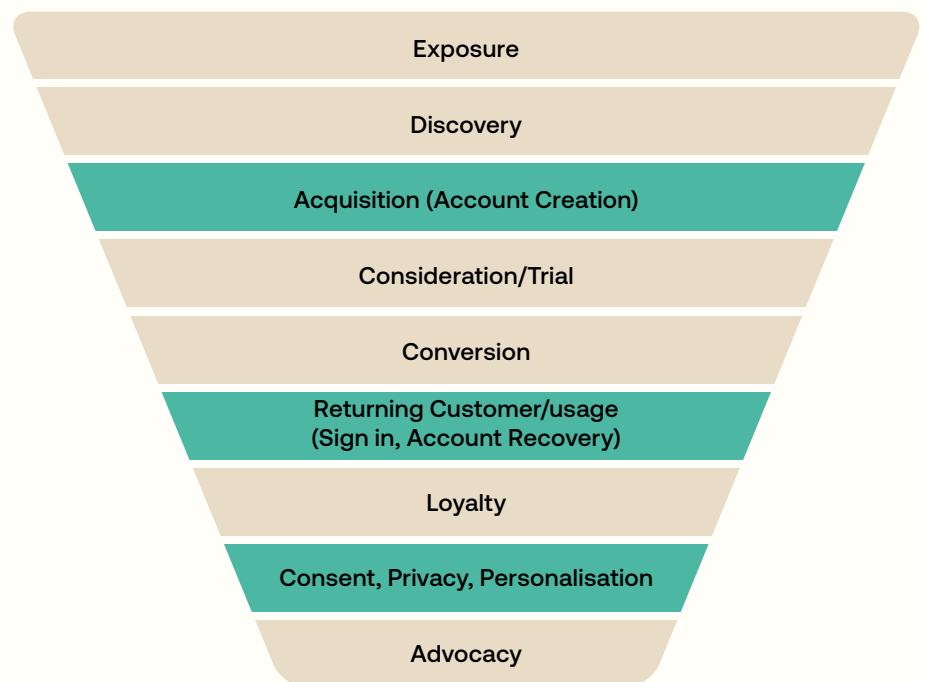 Exposure
Discovery
Acquisition (Account Creation)
Consideration/Trial
Conversion
Returning Customer/usage
(Sign in, Account Recovery)
Loyalty
Consent, Privacy, Personalisation
Advocacy